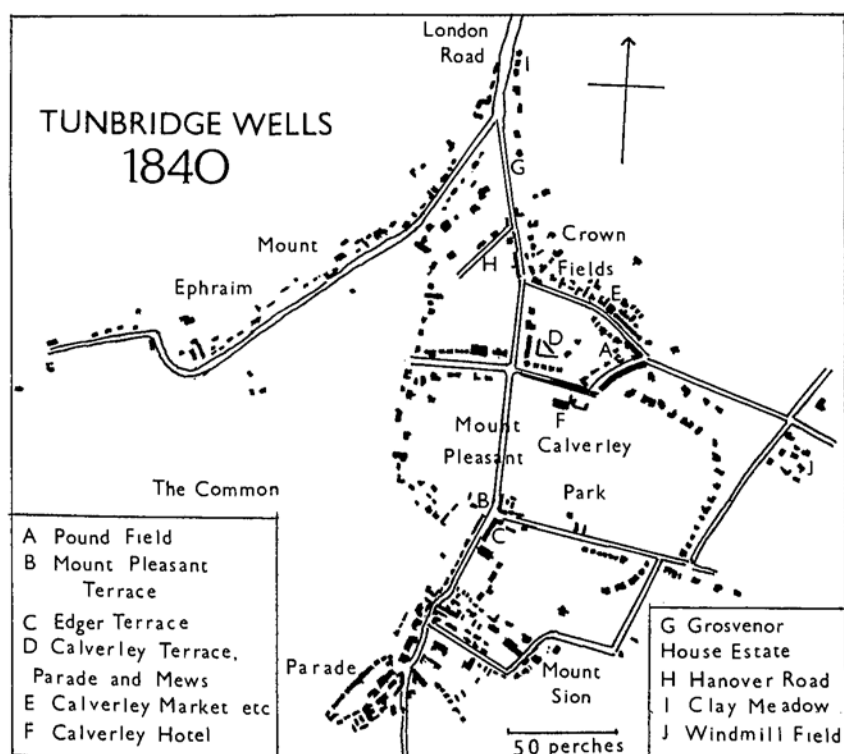 London
Road
I
TUNBRIDGE WELLS
1840
G
Mount
Crown
H
Fields
Ephraim
E
D
A
F
Mount
Calverley
Pleasant
J
The Common
B
Park
C
A Pound Field
B Mount Pleasant
Terrace
C Edger Terrace
D Calverley Terrace,
Parade and Mews
E Calverley Market etc
F Calverley Hotel
Parade
Mount
Sion
50 perches
G Grosvenor
House Estate
H Hanover Road
I Clay Meadow
J Windmill Field